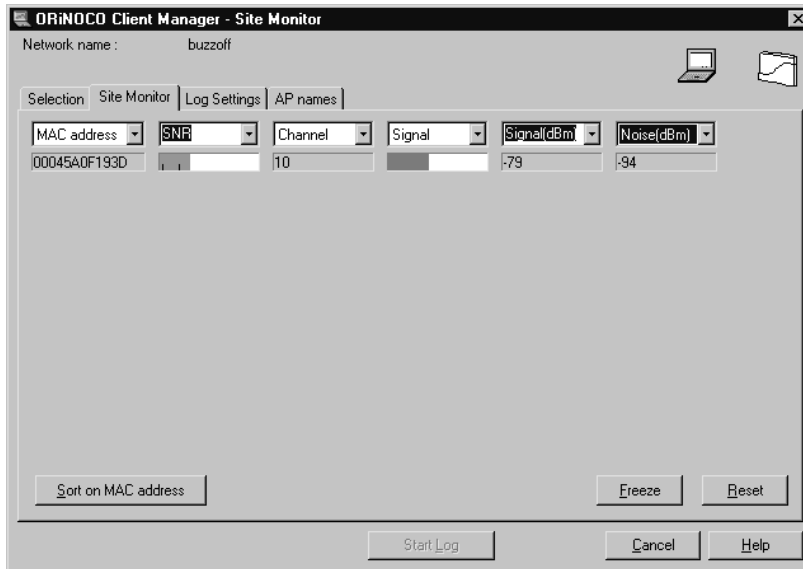 ORiNOCO Client Manager - Site Monitor
Network name : buzzoff
Selection Site Monitor Log Settings AP names
MAC address SNR Channel Signal Signal(dBm) Noise(dBm)
00045A0F193D 10 -79 -94
Sort on MAC address Freeze Reset
Start Log Cancel Help